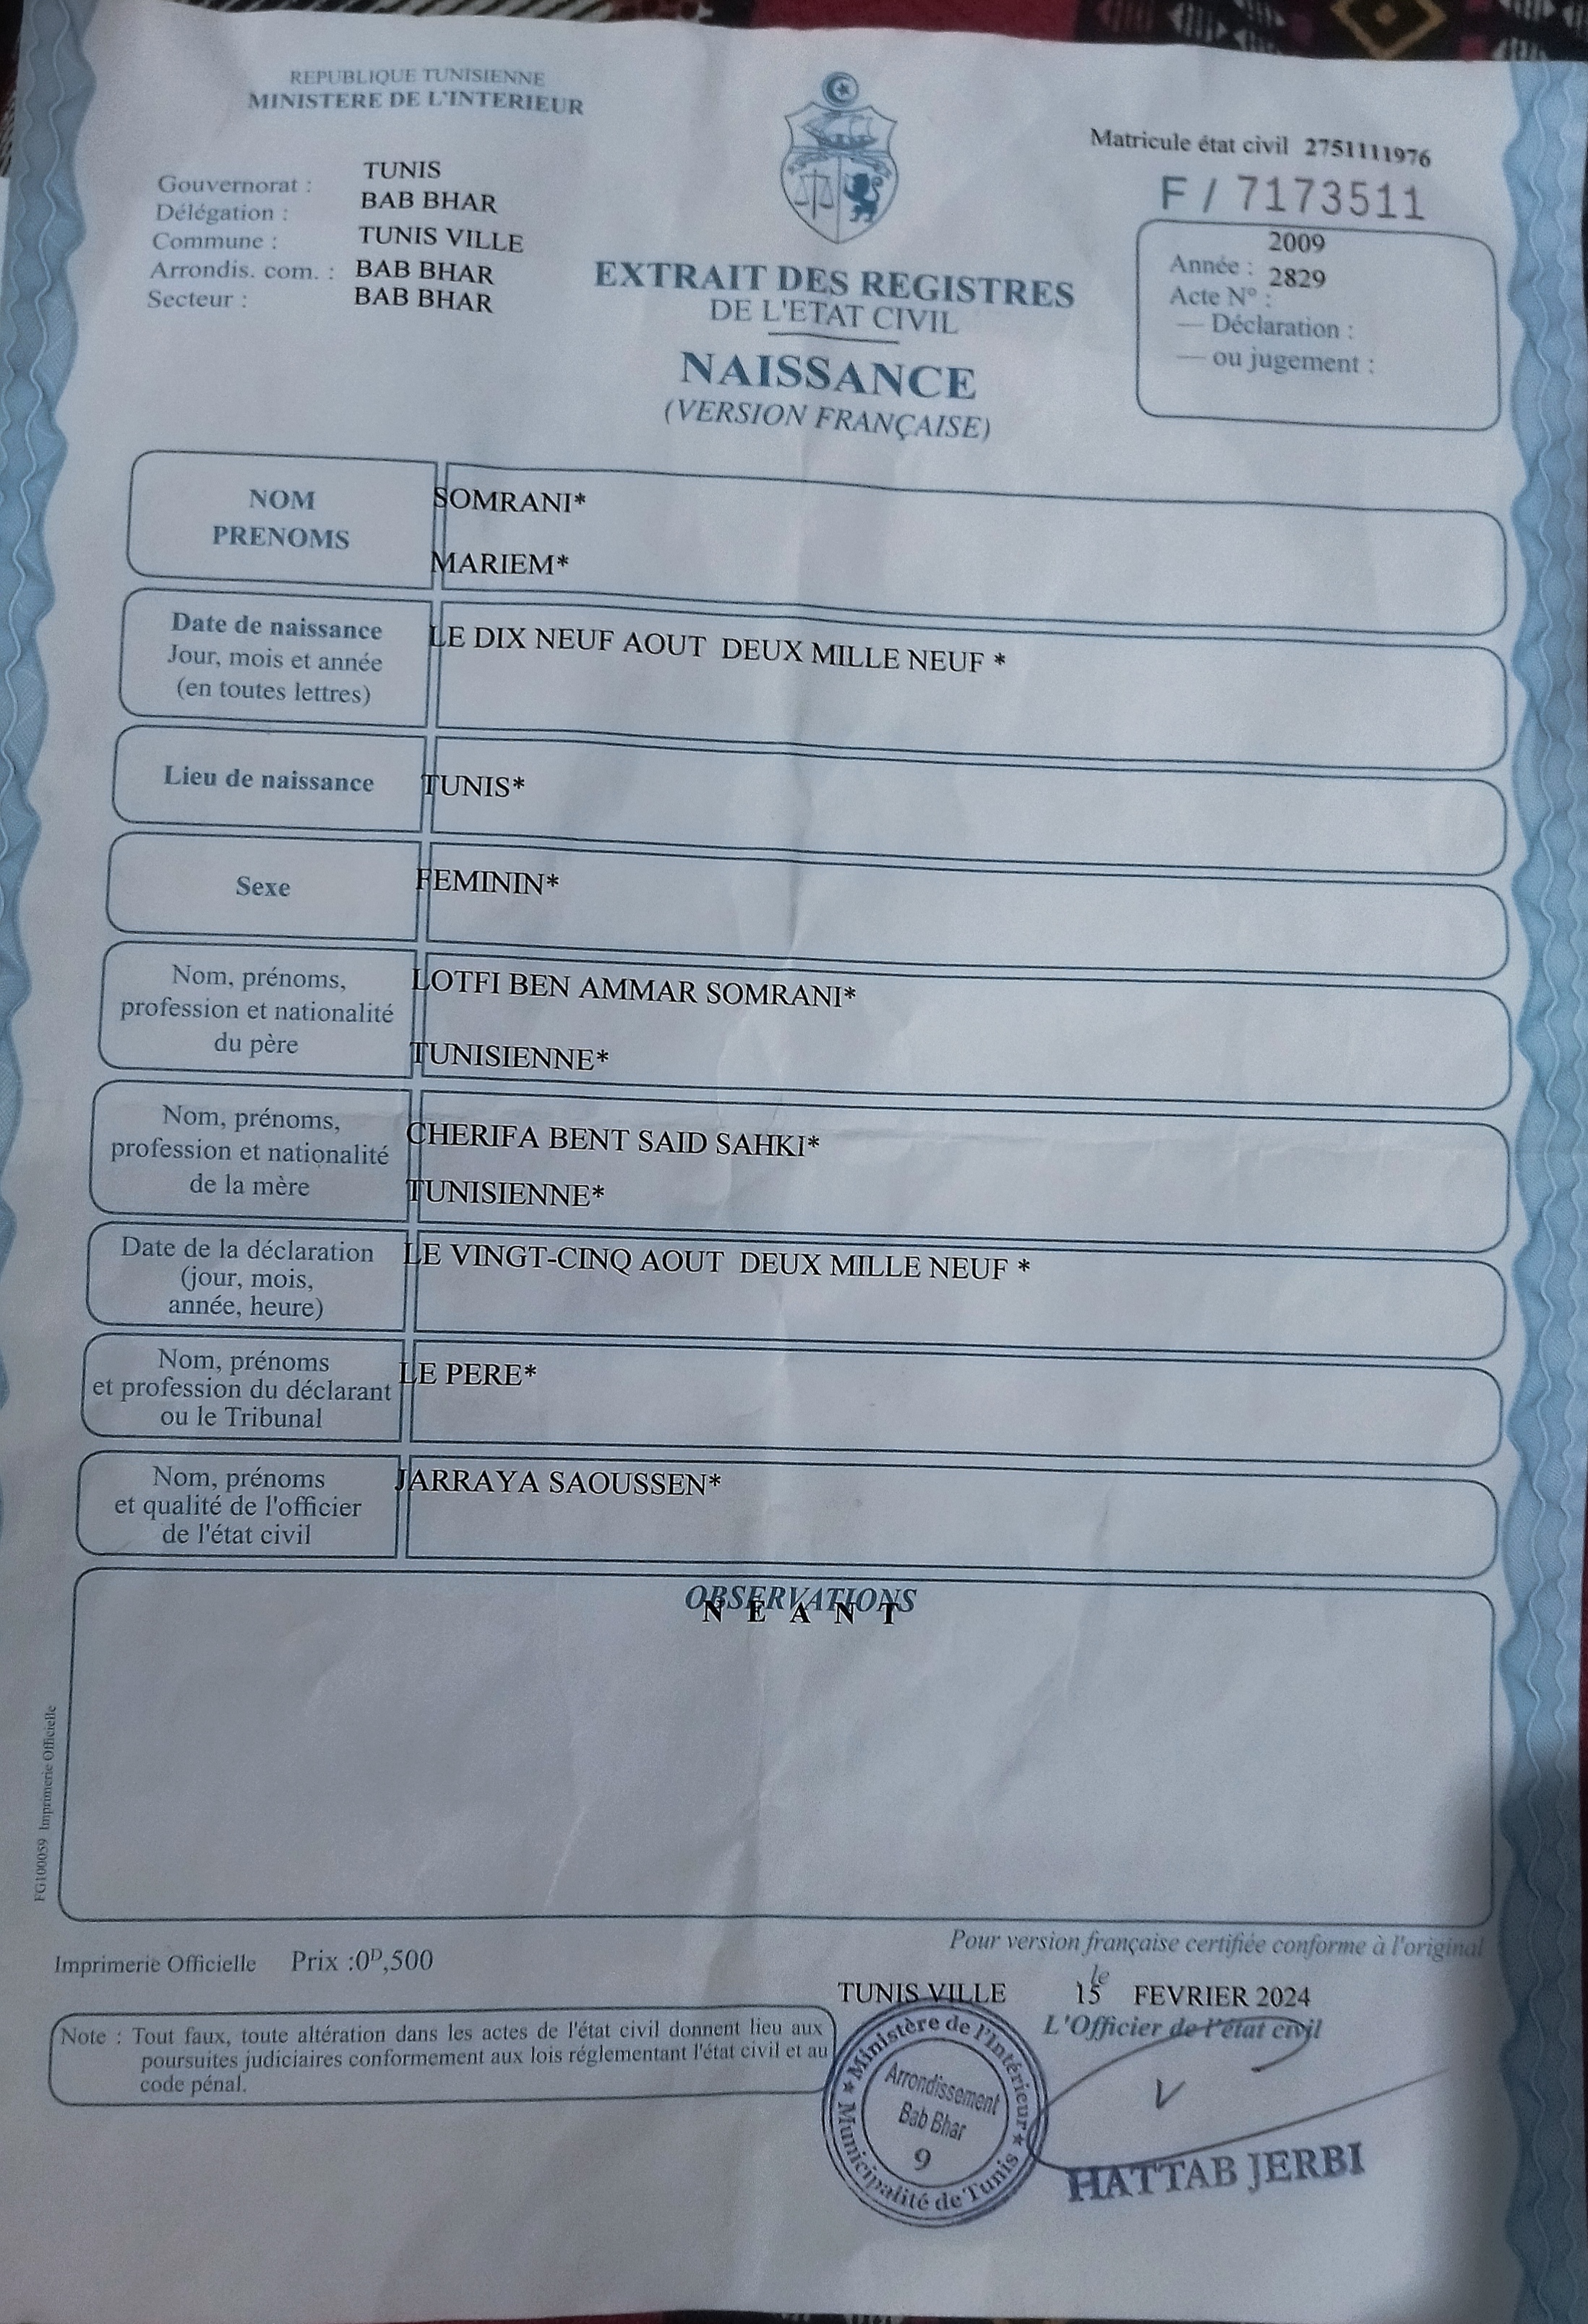 REPUBLIQUE TUNISIENNE
MINISTERE DE L'INTERIEUR
Gouvernorat : TUNIS
Délégation : BAB BHAR
Commune : TUNIS VILLE
Arrondis. com. : BAB BHAR
Secteur : BAB BHAR
EXTRAIT DES REGISTRES
DE L'ETAT CIVIL
NAISSANCE
(VERSION FRANÇAISE)
Matricule état civil 2751111976
F / 7173511
Année : 2009
Acte N° : 2829
— Déclaration :
— ou jugement :
NOM SOMRANI*
PRENOMS MARIEM*
Date de naissance LE DIX NEUF AOUT DEUX MILLE NEUF *
Jour, mois et année
(en toutes lettres)
Lieu de naissance TUNIS*
Sexe FEMININ*
Nom, prénoms, LOTFI BEN AMMAR SOMRANI*
profession et nationalité
du père TUNISIENNE*
Nom, prénoms, CHERIFA BENT SAID SAHKI*
profession et nationalité
de la mère TUNISIENNE*
Date de la déclaration LE VINGT-CINQ AOUT DEUX MILLE NEUF *
(jour, mois,
année, heure)
Nom, prénoms LE PERE*
et profession du déclarant
ou le Tribunal
Nom, prénoms JARRAYA SAOUSSEN*
et qualité de l'officier
de l'état civil
OBSERVATIONS
N E A N T
FG100059 Imprimerie Officielle
Imprimerie Officielle Prix :0D,500
Note : Tout faux, toute altération dans les actes de l'état civil donnent lieu aux
poursuites judiciaires conformement aux lois réglementant l'état civil et au
code pénal.
Pour version française certifiée conforme à l'original
TUNIS VILLE le 15 FEVRIER 2024
L'Officier de l'état civil
★ Ministère de l'Intérieur ★
Arrondissement
Bab Bhar
9
Municipalité de Tunis
HATTAB JERBI